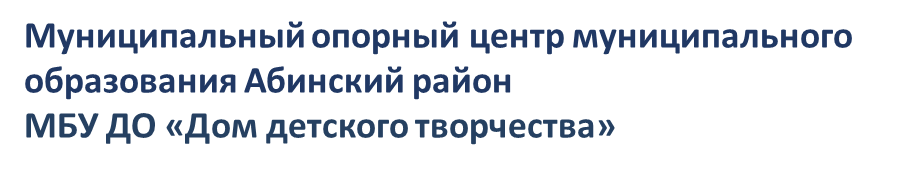 Муниципальный опорный центр муниципального
образования Абинский район
МБУ ДО «Дом детского творчества»